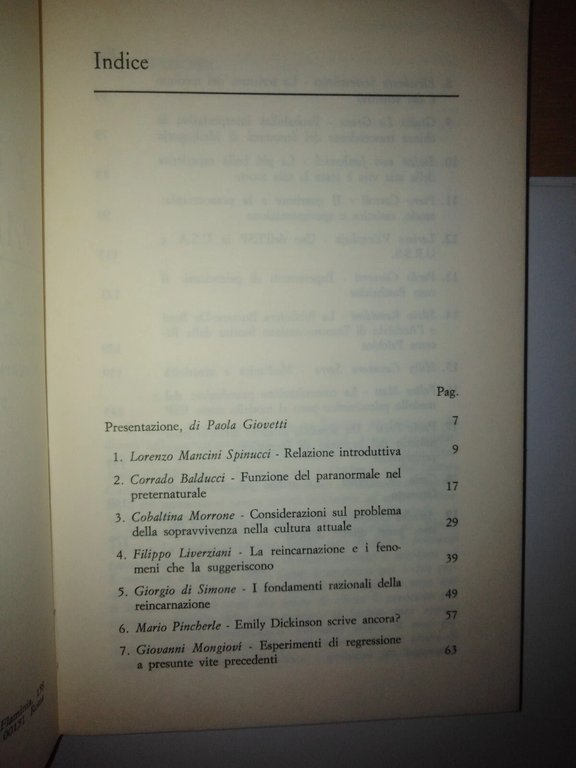 Indice
Pag.
Presentazione, di Paola Giovetti 7
1. Lorenzo Mancini Spinucci - Relazione introduttiva 9
2. Corrado Balducci - Funzione del paranormale nel
preternaturale 17
3. Cobaltina Morrone - Considerazioni sul problema
della sopravvivenza nella cultura attuale 29
4. Filippo Liverziani - La reincarnazione e i feno-
meni che la suggeriscono 39
5. Giorgio di Simone - I fondamenti razionali della
reincarnazione 49
6. Mario Pincherle - Emily Dickinson scrive ancora? 57
7. Giovanni Mongiovì - Esperimenti di regressione
a presunte vite precedenti 63
Flaminia,